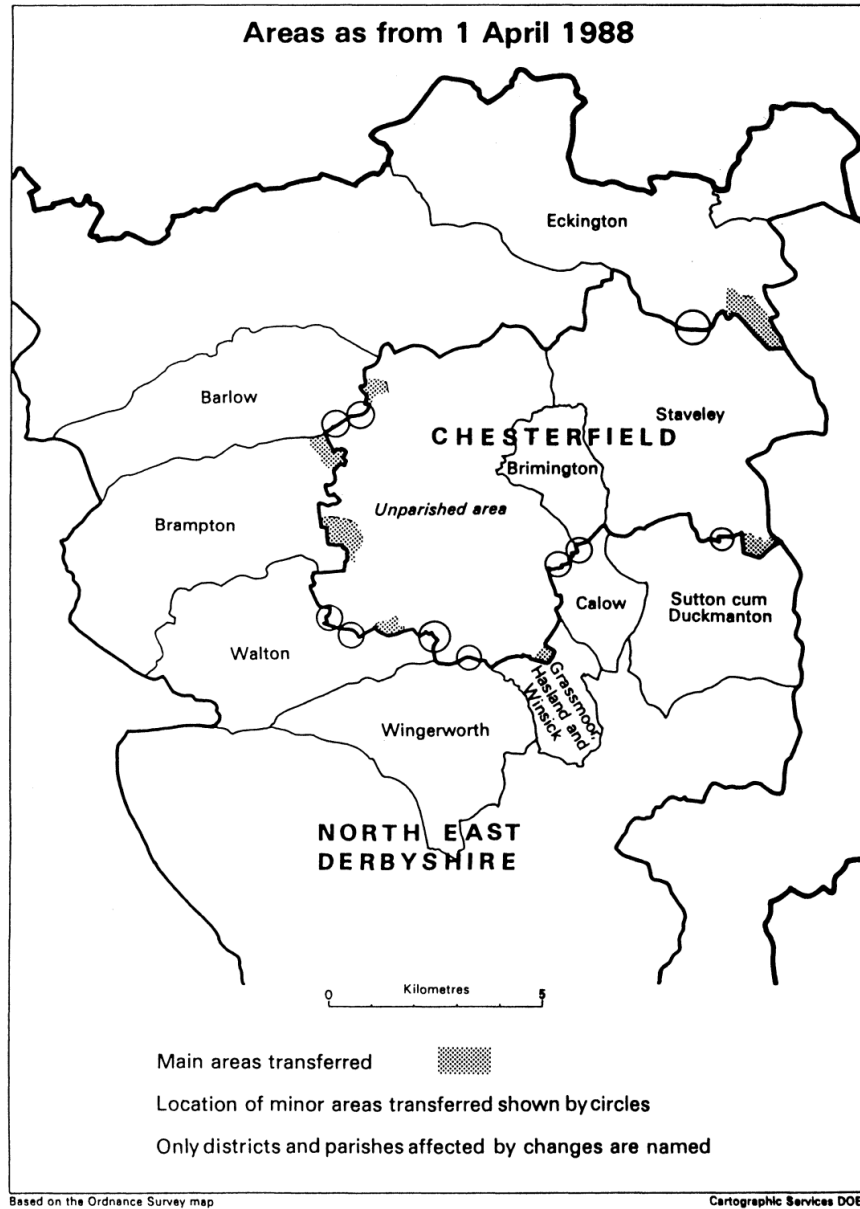 Areas as from 1 April 1988
Eckington
Barlow
Staveley
CHESTERFIELD
Brimington
Unparished area
Brampton
Calow
Sutton cum
Duckmanton
Walton
Grassmoor,
Hasland and
Winsick
Wingerworth
NORTH EAST
DERBYSHIRE
0 Kilometres 5
Main areas transferred
Location of minor areas transferred shown by circles
Only districts and parishes affected by changes are named
Based on the Ordnance Survey map
Cartographic Services DOE